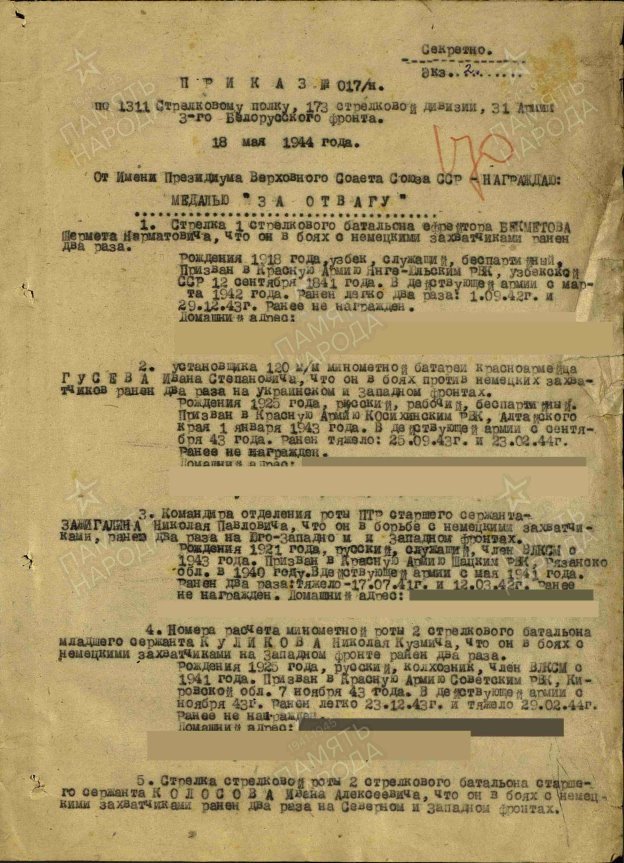 Секретно.
Экз. 2
П Р И К А З № 017/н.
по 1311 Стрелковому полку, 173 стрелковой дивизии, 31 Армии
3-го Белорусского фронта.
18 мая 1944 года.
От Имени Президиума Верховного Совета Союза ССР - НАГРАЖДАЮ:
МЕДАЛЬЮ "ЗА ОТВАГУ"
1. Стрелка 1 стрелкового батальона ефрейтора БЕКМЕТОВА
Шермета Нарматовича, что он в боях с немецкими захватчиками ранен
два раза.
Рождения 1918 года, узбек, служащий, беспартийный.
Призван в Красную Армию Янге-Ельским РВК, узбекской
ССР 12 сентября 1841 года. В действующей армии с мар-
та 1942 года. Ранен легко два раза: 1.09.42г. и
29.12.43г. Ранее не награжден.
Домашний адрес:
2. установщика 120 м/м минометной батареи красноармейца
Г У С Е В А Ивана Степановича, что он в боях против немецких захва-
тчиков ранен два раза на украинском и Западном фронтах.
Рождения 1925 года, русский, рабочий, беспартийный.
Призван в Красную Армию Косихинским РВК, Алтайского
края 1 января 1943 года. В действующей армии с сентя-
бря 43 года. Ранен тяжело: 25.09.43г. и 23.02.44г.
Ранее не награжден.
Домашний адрес:
3. Командира отделения роты ПТР старшего сержанта-
ЗАЖИГАЛИНА Николая Павловича, что он в борьбе с немецкими захватчи-
ками, ранен два раза на Юго-Западном и Западном фронтах.
Рождения 1921 года, русский, служащий, член ВЛКСМ с
1943 года. Призван в Красную Армию Шацким РВК, Рязанско
обл. в 1940 году. В действующей армии с мая 1941 года.
Ранен два раза: тяжело-17.07.41г. и 12.03.42г. Ранее
не награжден. Домашний адрес:
4. Номера расчета минометной роты 2 стрелкового батальона
младшего сержанта К У Л И К О В А Николая Кузмича, что он в боях с
немецкими захватчиками на Западном фронте ранен два раза.
Рождения 1925 года, русский, колхозник, член ВЛКСМ с
1941 года. Призван в Красную Армию Советским РВК, Ки-
ровской обл. 7 ноября 43 года. В действующей армии с
ноября 43г. Ранен легко 23.12.43г. и тяжело 29.02.44г.
Ранее не награжден.
Домашний адрес:
5. Стрелка стрелковой роты 2 стрелкового батальона старше-
го сержанта К О Л О С О В А Ивана Алексеевича, что он в боях с немец-
кими захватчиками ранен два раза на Северном и Западном фронтах.